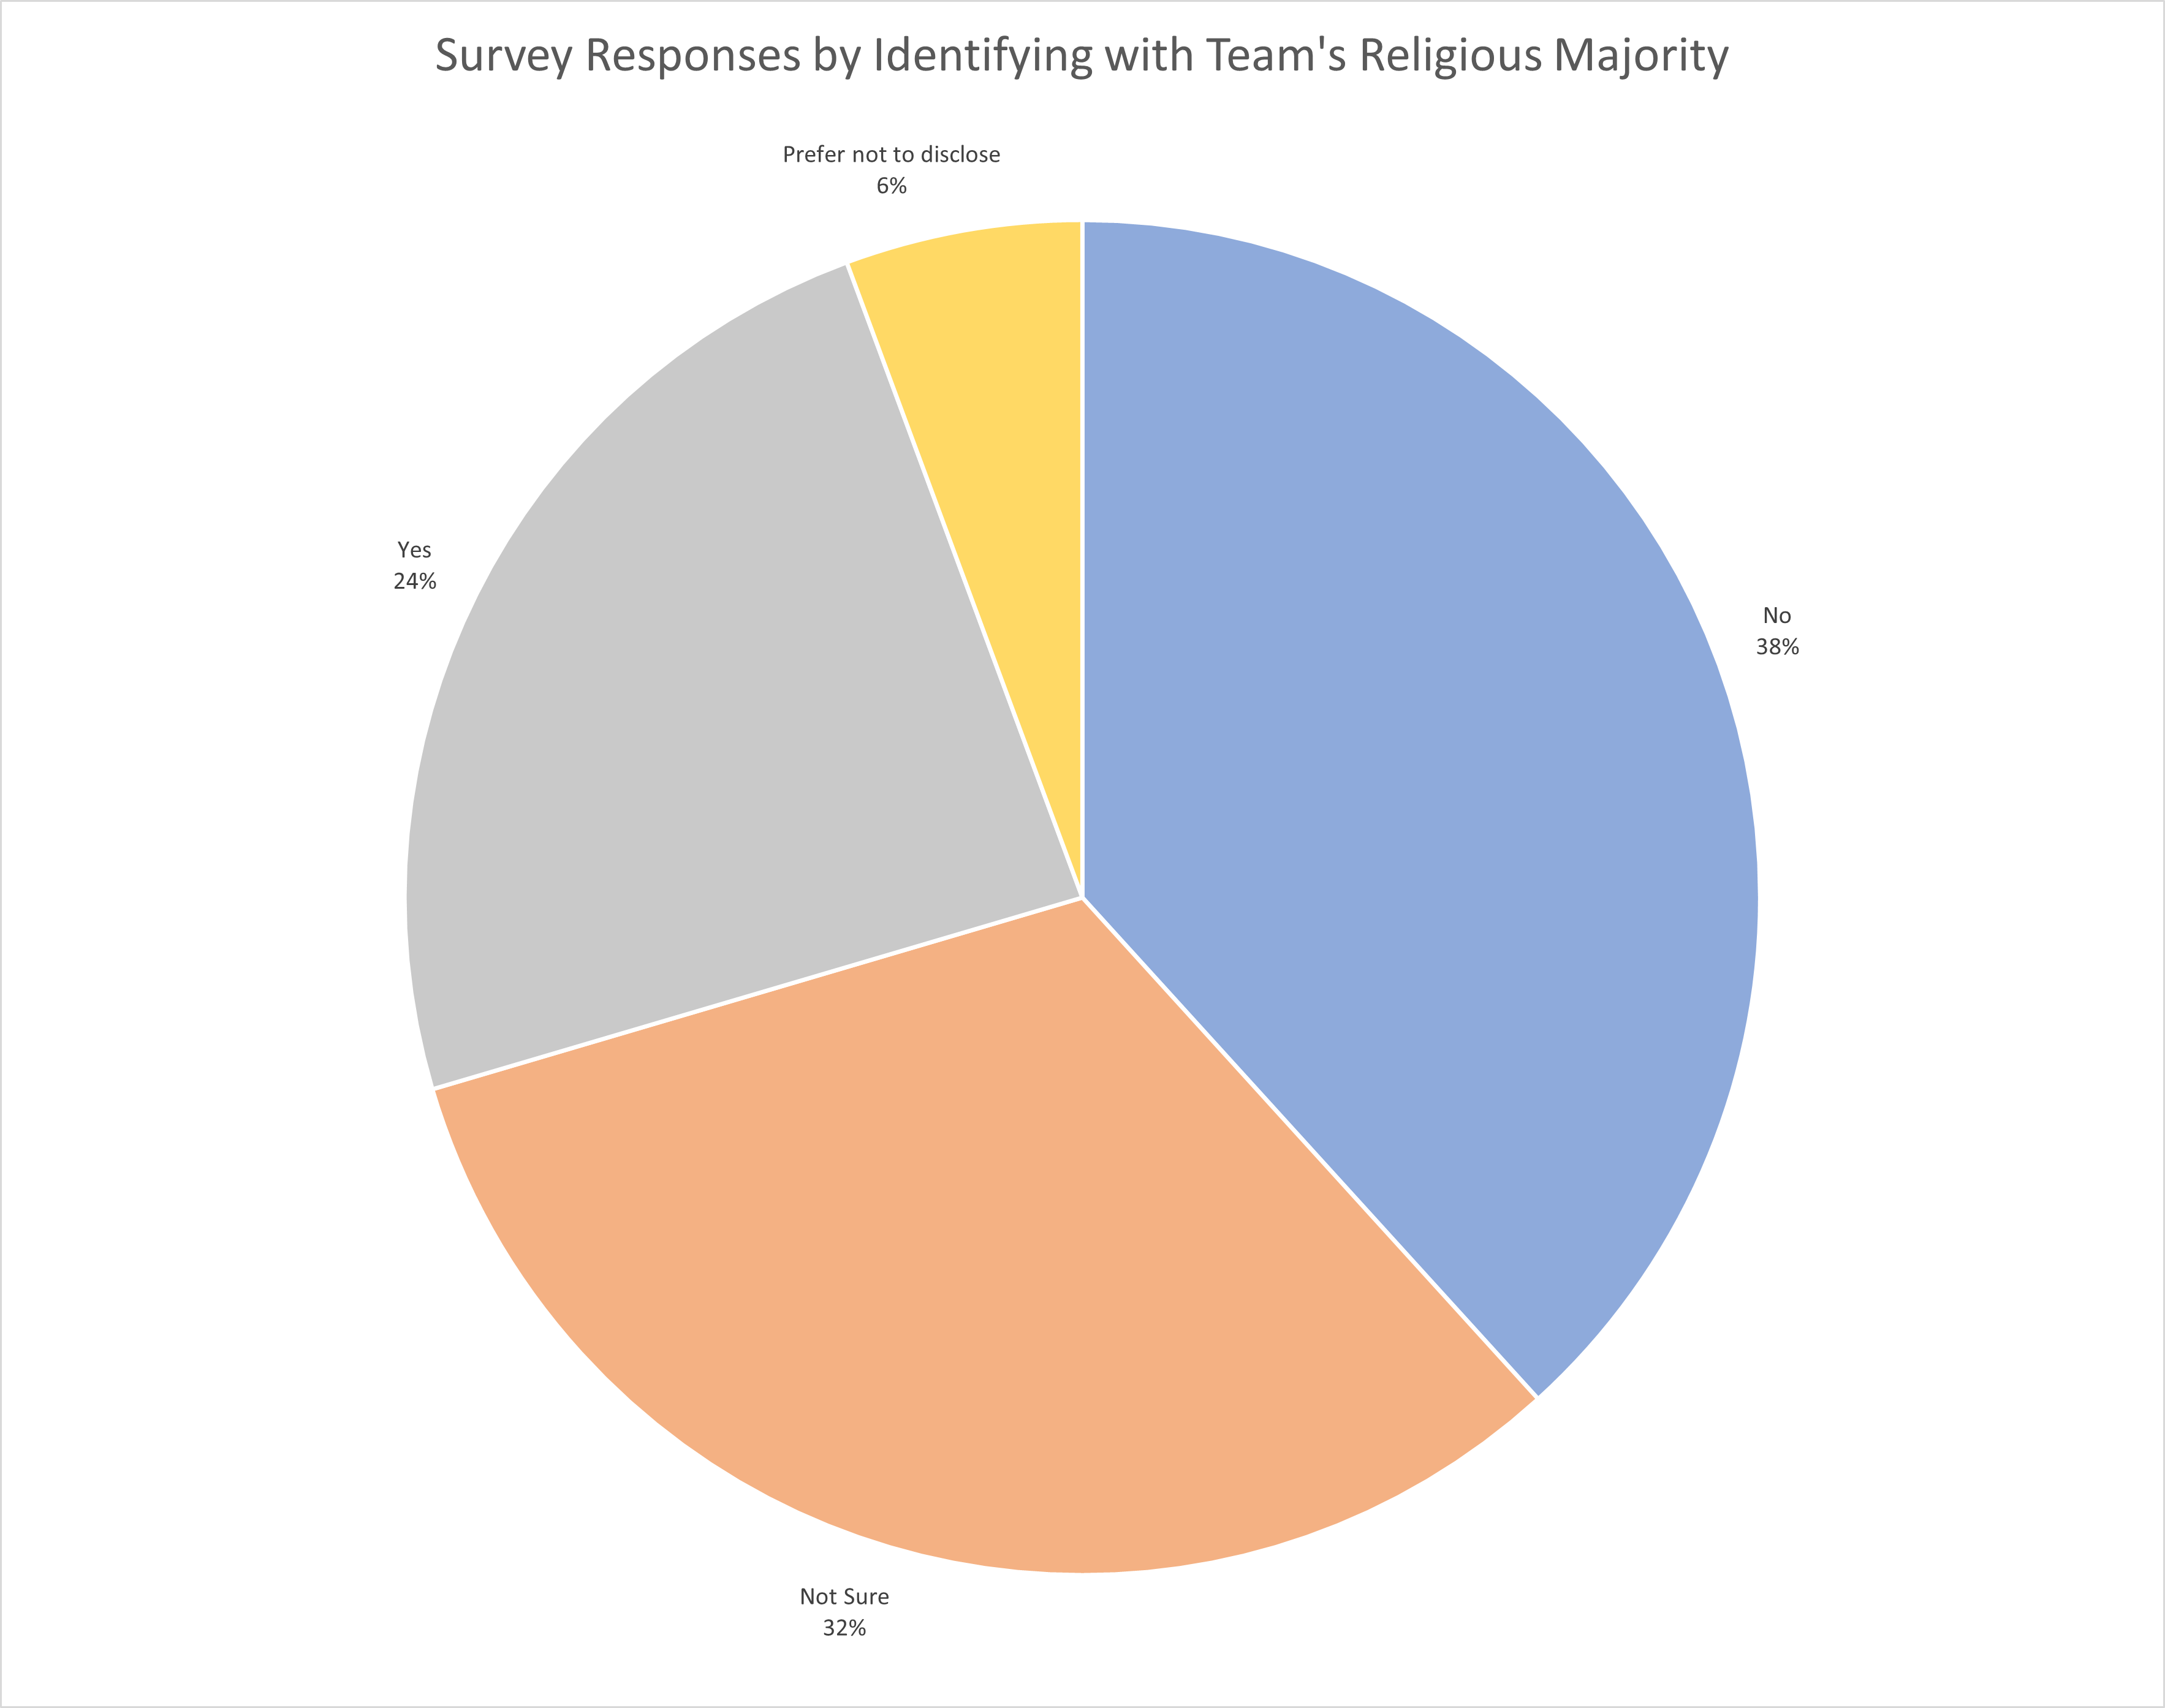 Survey Responses by Identifying with Team's Religious Majority
Prefer not to disclose
6%
Yes
24%
No
38%
Not Sure
32%